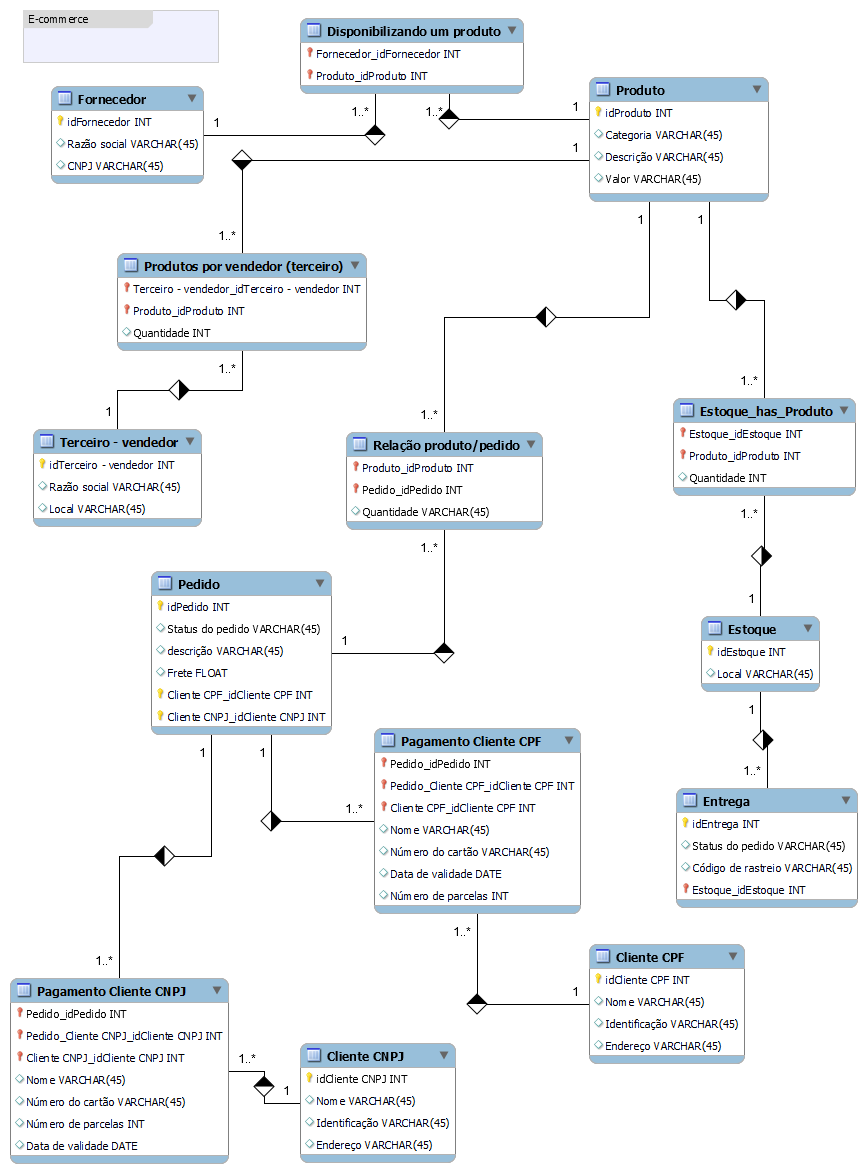 E-commerce
Disponibilizando um produto
Fornecedor_idFornecedor INT
Produto_idProduto INT
1..*
1..*
Fornecedor
idFornecedor INT
Razão social VARCHAR(45)
CNPJ VARCHAR(45)
1
Produto
idProduto INT
Categoria VARCHAR(45)
Descrição VARCHAR(45)
Valor VARCHAR(45)
1
1
1
1
1..*
Produtos por vendedor (terceiro)
Terceiro - vendedor_idTerceiro - vendedor INT
Produto_idProduto INT
Quantidade INT
1..*
1
Terceiro - vendedor
idTerceiro - vendedor INT
Razão social VARCHAR(45)
Local VARCHAR(45)
1..*
Relação produto/pedido
Produto_idProduto INT
Pedido_idPedido INT
Quantidade VARCHAR(45)
1..*
1..*
Estoque_has_Produto
Estoque_idEstoque INT
Produto_idProduto INT
Quantidade INT
1..*
1
Estoque
idEstoque INT
Local VARCHAR(45)
1
1..*
Entrega
idEntrega INT
Status do pedido VARCHAR(45)
Código de rastreio VARCHAR(45)
Estoque_idEstoque INT
Pedido
idPedido INT
Status do pedido VARCHAR(45)
descrição VARCHAR(45)
Frete FLOAT
Cliente CPF_idCliente CPF INT
Cliente CNPJ_idCliente CNPJ INT
1
1
1
1..*
Pagamento Cliente CPF
Pedido_idPedido INT
Pedido_Cliente CPF_idCliente CPF INT
Cliente CPF_idCliente CPF INT
Nome VARCHAR(45)
Número do cartão VARCHAR(45)
Data de validade DATE
Número de parcelas INT
1..*
1
Cliente CPF
idCliente CPF INT
Nome VARCHAR(45)
Identificação VARCHAR(45)
Endereço VARCHAR(45)
1..*
Pagamento Cliente CNPJ
Pedido_idPedido INT
Pedido_Cliente CNPJ_idCliente CNPJ INT
Cliente CNPJ_idCliente CNPJ INT
Nome VARCHAR(45)
Número do cartão VARCHAR(45)
Número de parcelas INT
Data de validade DATE
1..*
1
Cliente CNPJ
idCliente CNPJ INT
Nome VARCHAR(45)
Identificação VARCHAR(45)
Endereço VARCHAR(45)